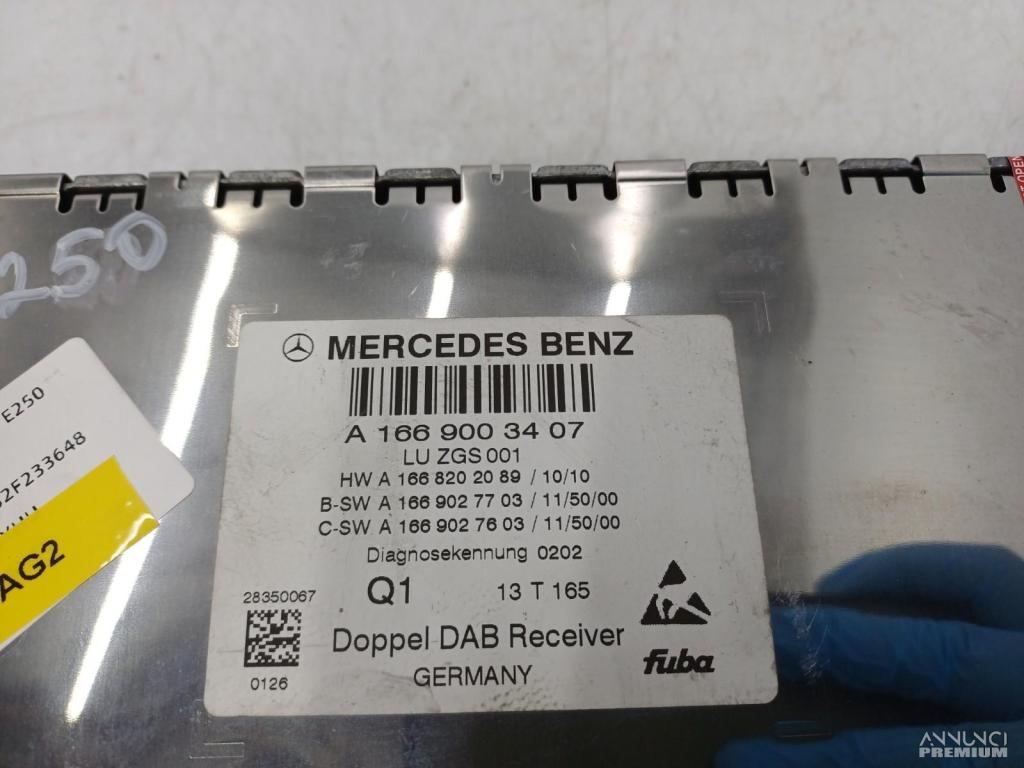 OPEN
250
E250
2F233648
AG2
MERCEDES BENZ
A 166 900 34 07
LU ZGS 001
HW A 166 820 20 89 / 10/10
B-SW A 166 902 77 03 / 11/50/00
C-SW A 166 902 76 03 / 11/50/00
Diagnosekennung 0202
28350067 Q1 13 T 165
Doppel DAB Receiver
0126 GERMANY
fuba
ANNUNCI
PREMIUM